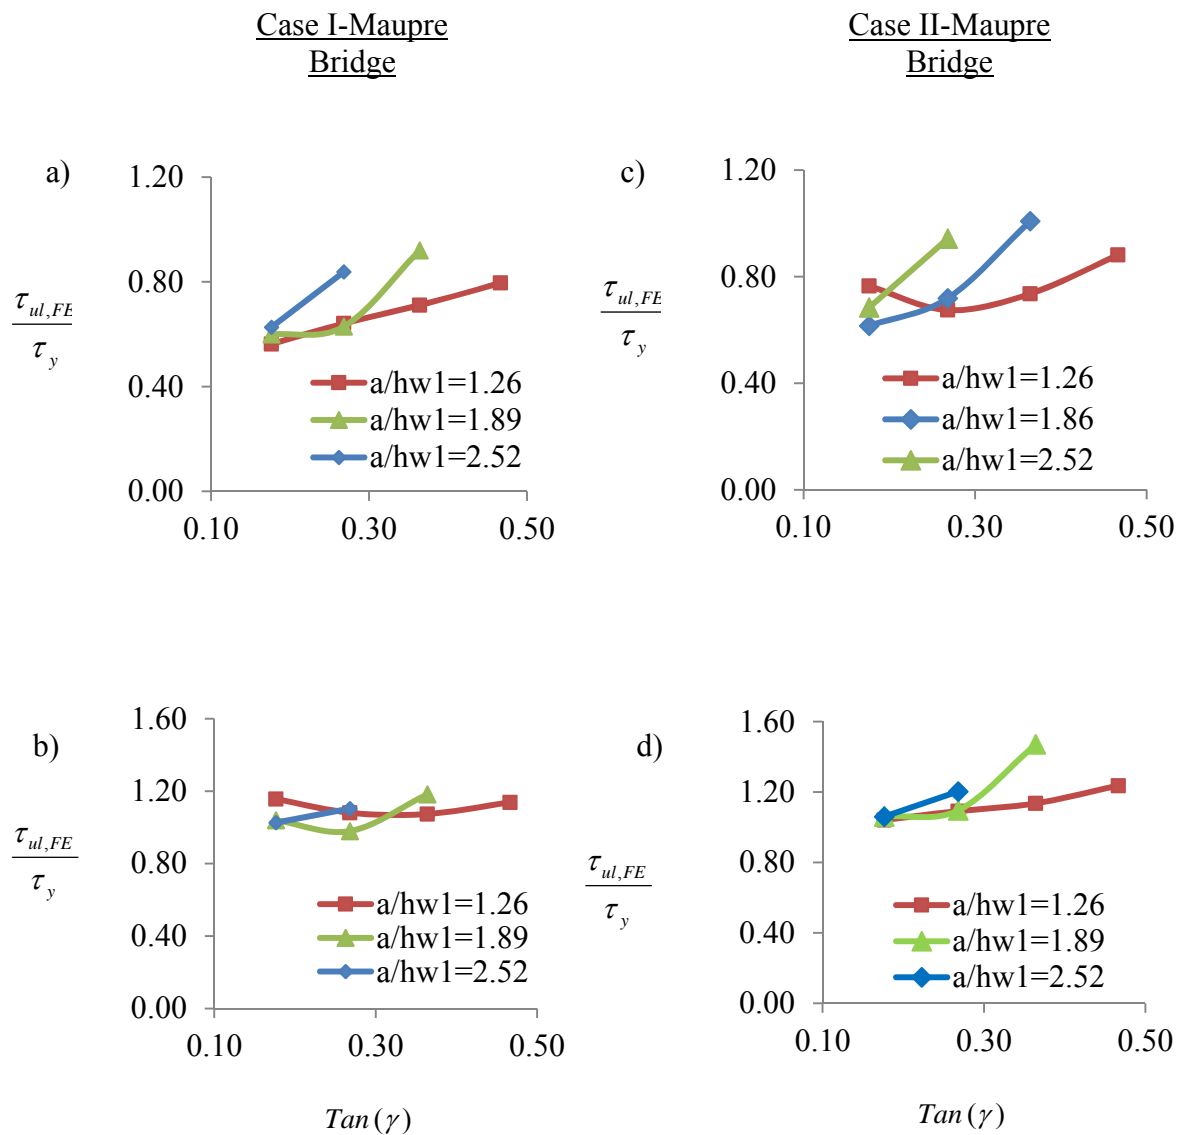 Case I-Maupre
Bridge
Case II-Maupre
Bridge
a)
τul,FE
τy
1.20
0.80
0.40
0.00
0.10
0.30
0.50
a/hw1=1.26
a/hw1=1.89
a/hw1=2.52
c)
τul,FE
τy
1.20
0.80
0.40
0.00
0.10
0.30
0.50
a/hw1=1.26
a/hw1=1.86
a/hw1=2.52
b)
τul,FE
τy
1.60
1.20
0.80
0.40
0.00
0.10
0.30
0.50
a/hw1=1.26
a/hw1=1.89
a/hw1=2.52
Tan(γ)
d)
τul,FE
τy
1.60
1.20
0.80
0.40
0.00
0.10
0.30
0.50
a/hw1=1.26
a/hw1=1.89
a/hw1=2.52
Tan(γ)